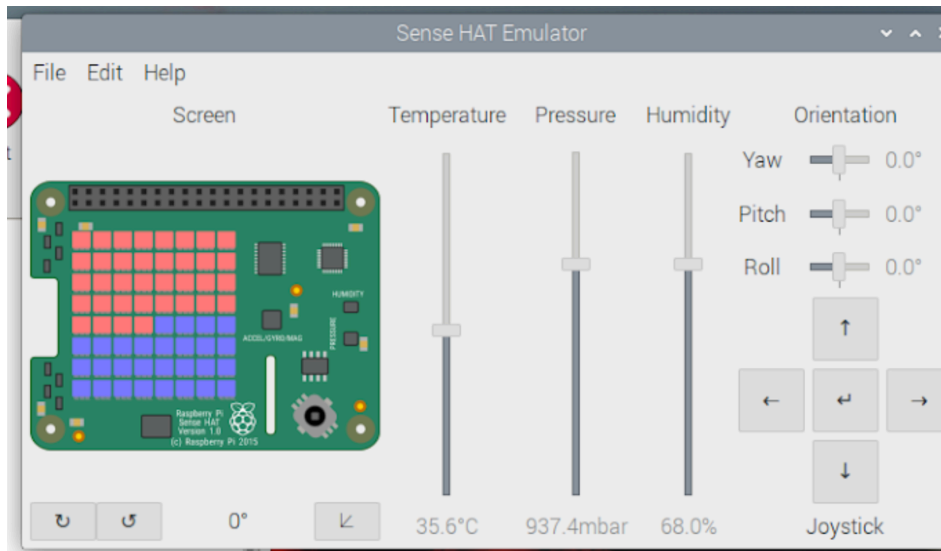 Sense HAT Emulator
File Edit Help
Screen
Temperature
Pressure
Humidity
Orientation
Yaw 0.0°
Pitch 0.0°
Roll 0.0°
HUMIDITY
PRESSURE
ACCEL/GYRO/MAG
Raspberry Pi
Sense HAT
Version 1.0
(c) Raspberry Pi 2015
0°
35.6°C
937.4mbar
68.0%
Joystick
t